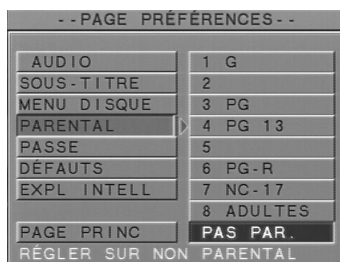 --PAGE PRÉFÉRENCES--
AUDIO
SOUS-TITRE
MENU DISQUE
PARENTAL
PASSE
DÉFAUTS
EXPL INTELL
PAGE PRINC
1 G
2
3 PG
4 PG 13
5
6 PG-R
7 NC-17
8 ADULTES
PAS PAR.
RÉGLER SUR NON PARENTAL